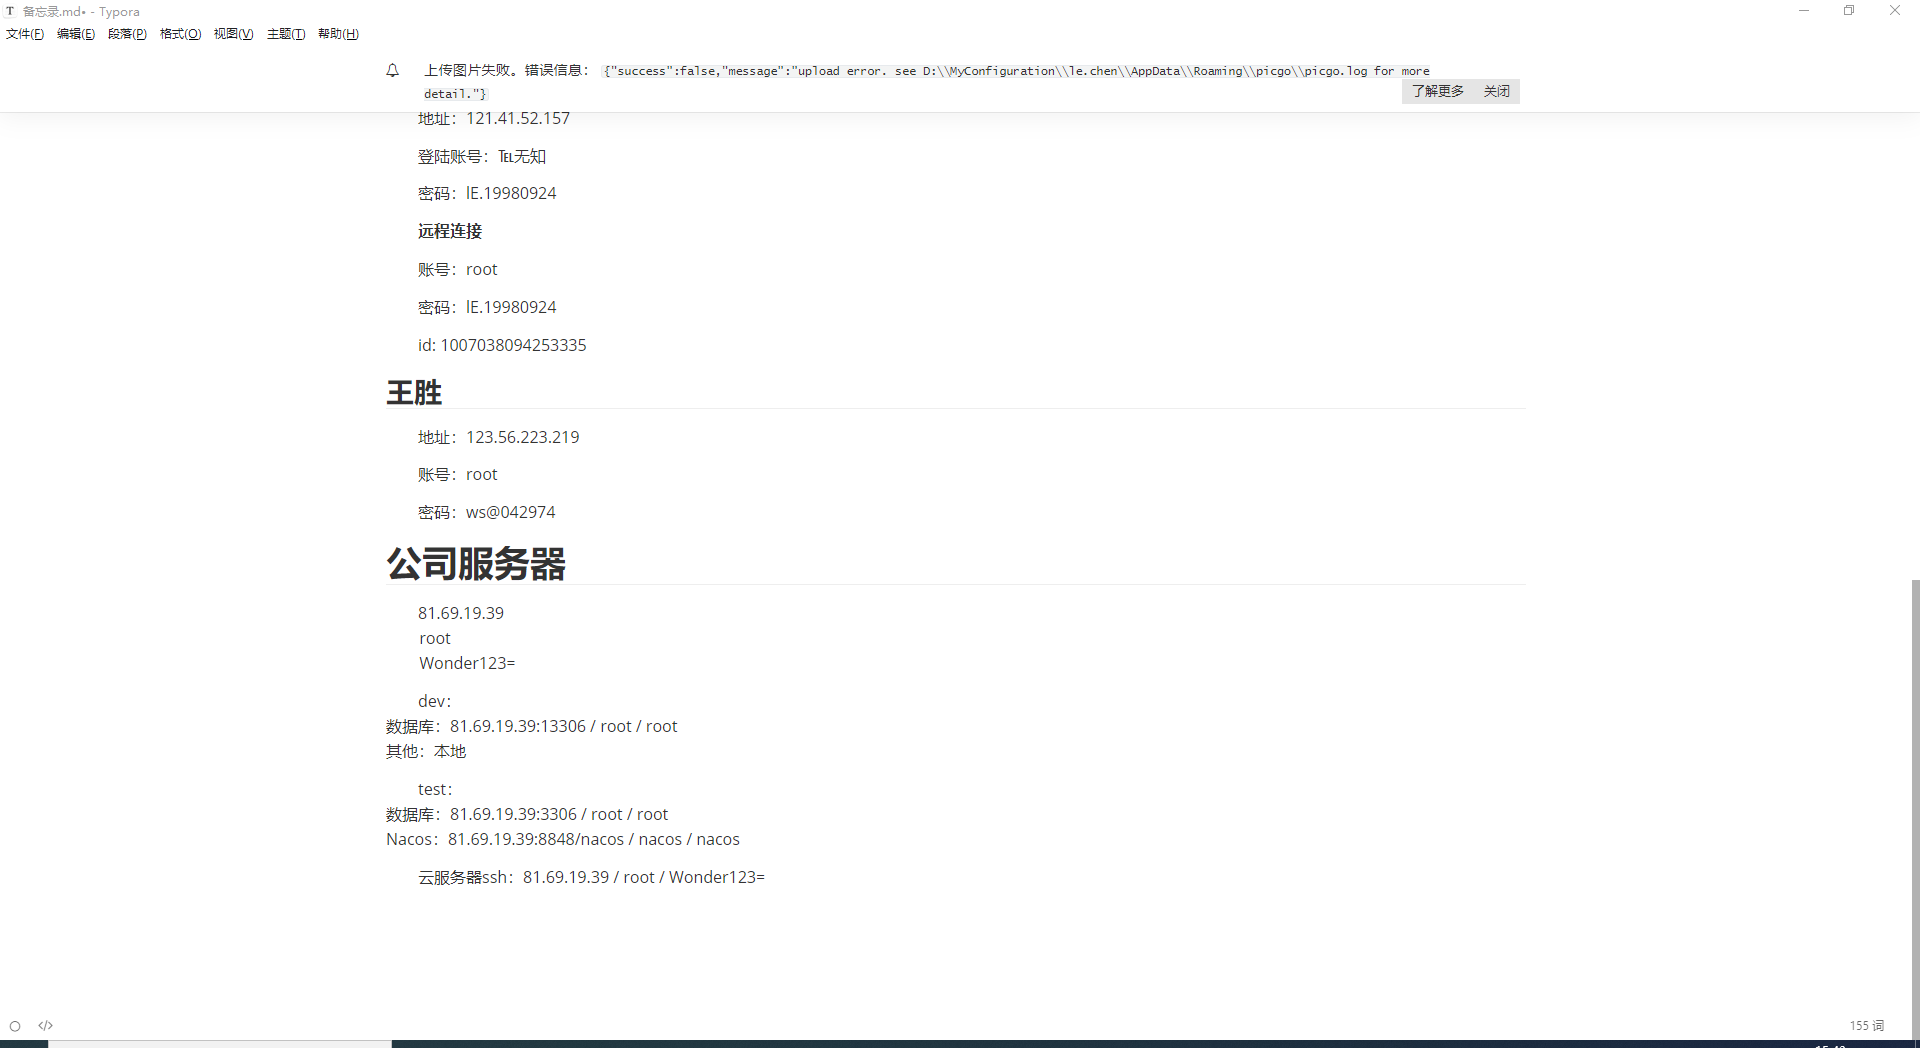 备忘录.md• - Typora
文件(F) 编辑(E) 段落(P) 格式(O) 视图(V) 主题(T) 帮助(H)
上传图片失败。错误信息： {"success":false,"message":"upload error. see D:\\MyConfiguration\\le.chen\\AppData\\Roaming\\picgo\\picgo.log for more
detail."}
了解更多 关闭
地址：121.41.52.157
登陆账号：℡无知
密码：lE.19980924
远程连接
账号：root
密码：lE.19980924
id: 1007038094253335
王胜
地址：123.56.223.219
账号：root
密码：ws@042974
公司服务器
81.69.19.39
root
Wonder123=
dev：
数据库：81.69.19.39:13306 / root / root
其他：本地
test：
数据库：81.69.19.39:3306 / root / root
Nacos：81.69.19.39:8848/nacos / nacos / nacos
云服务器ssh：81.69.19.39 / root / Wonder123=
155 词